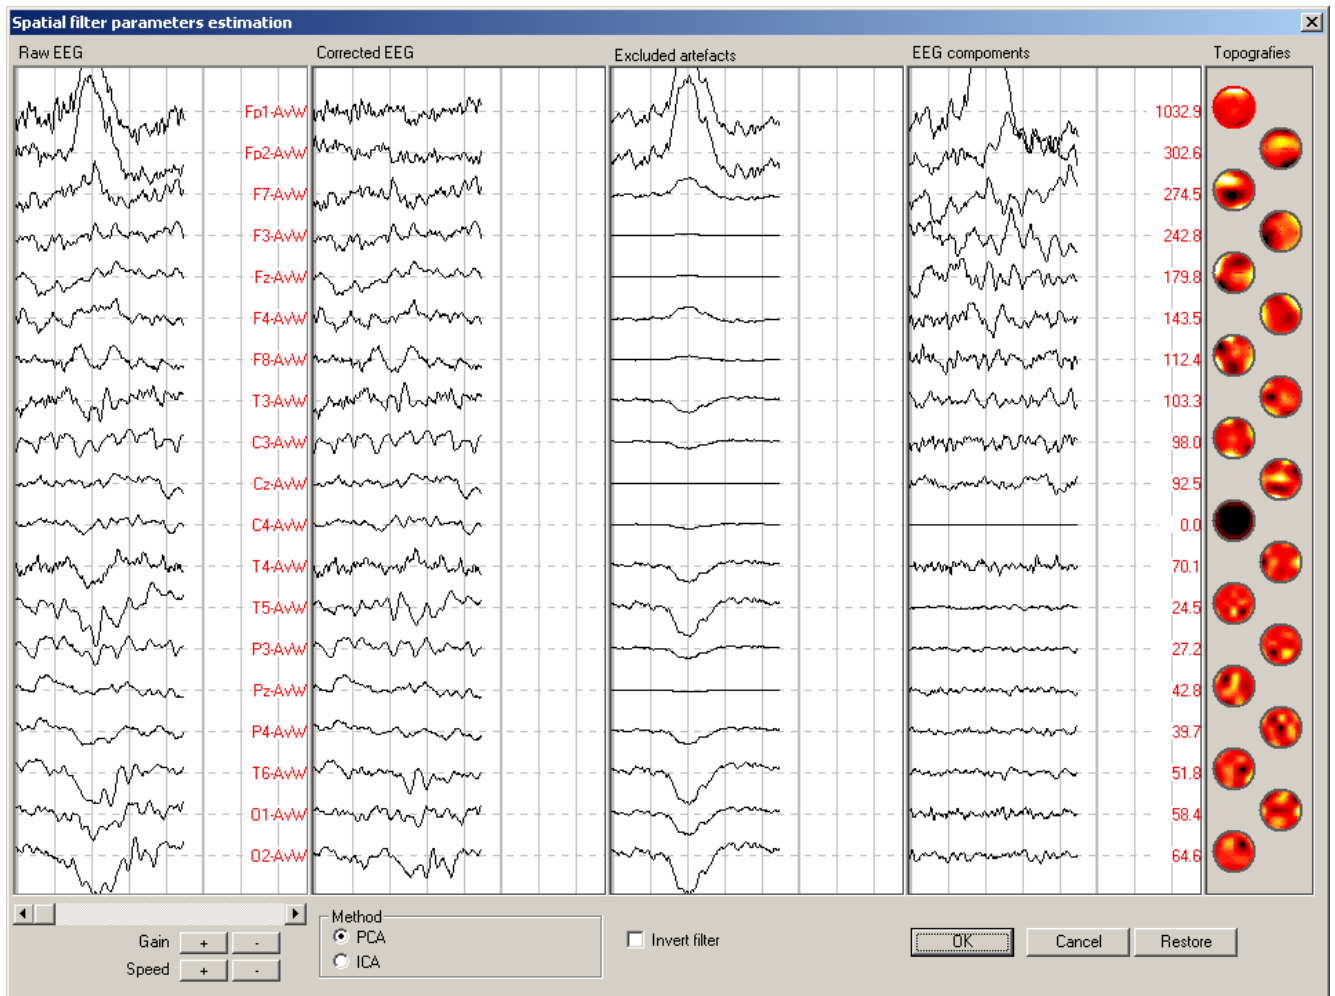 Spatial filter parameters estimation
Raw EEG
Corrected EEG
Excluded artefacts
EEG compoments
Topografies
Fp1-AvW
1032.9
Fp2-AvW
302.6
F7-AvW
274.5
F3-AvW
242.8
Fz-AvW
179.8
F4-AvW
143.5
F8-AvW
112.4
T3-AvW
103.3
C3-AvW
98.0
Cz-AvW
92.5
C4-AvW
0.0
T4-AvW
70.1
T5-AvW
24.5
P3-AvW
27.2
Pz-AvW
42.8
P4-AvW
39.7
T6-AvW
51.8
O1-AvW
58.4
O2-AvW
64.6
Gain + -
Speed + -
Method
PCA
ICA
Invert filter
OK
Cancel
Restore